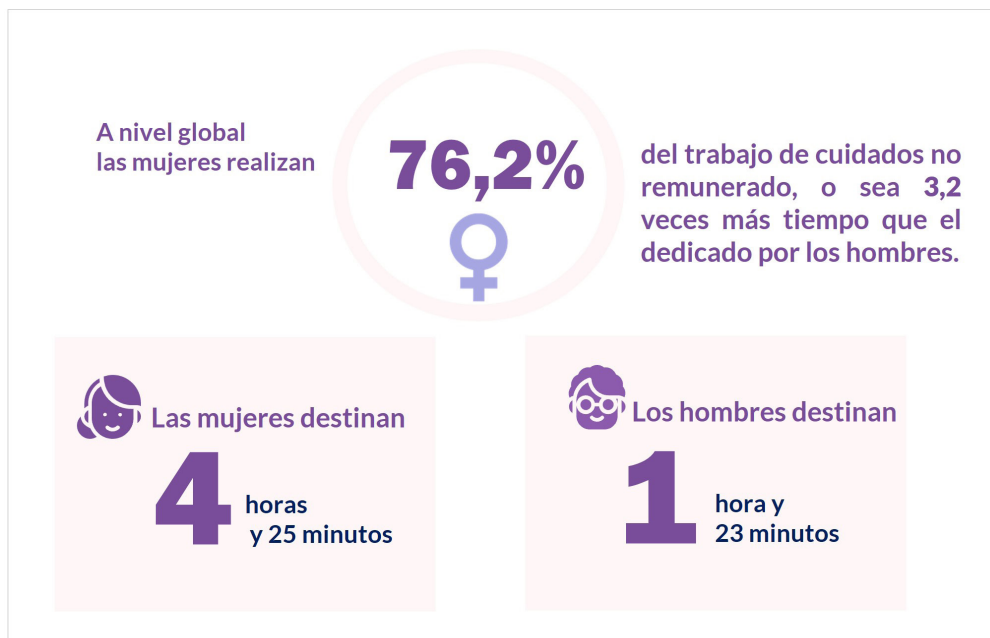 A nivel global
las mujeres realizan
76,2%
del trabajo de cuidados no
remunerado, o sea 3,2
veces más tiempo que el
dedicado por los hombres.
Las mujeres destinan
4 horas
y 25 minutos
Los hombres destinan
1 hora y
23 minutos